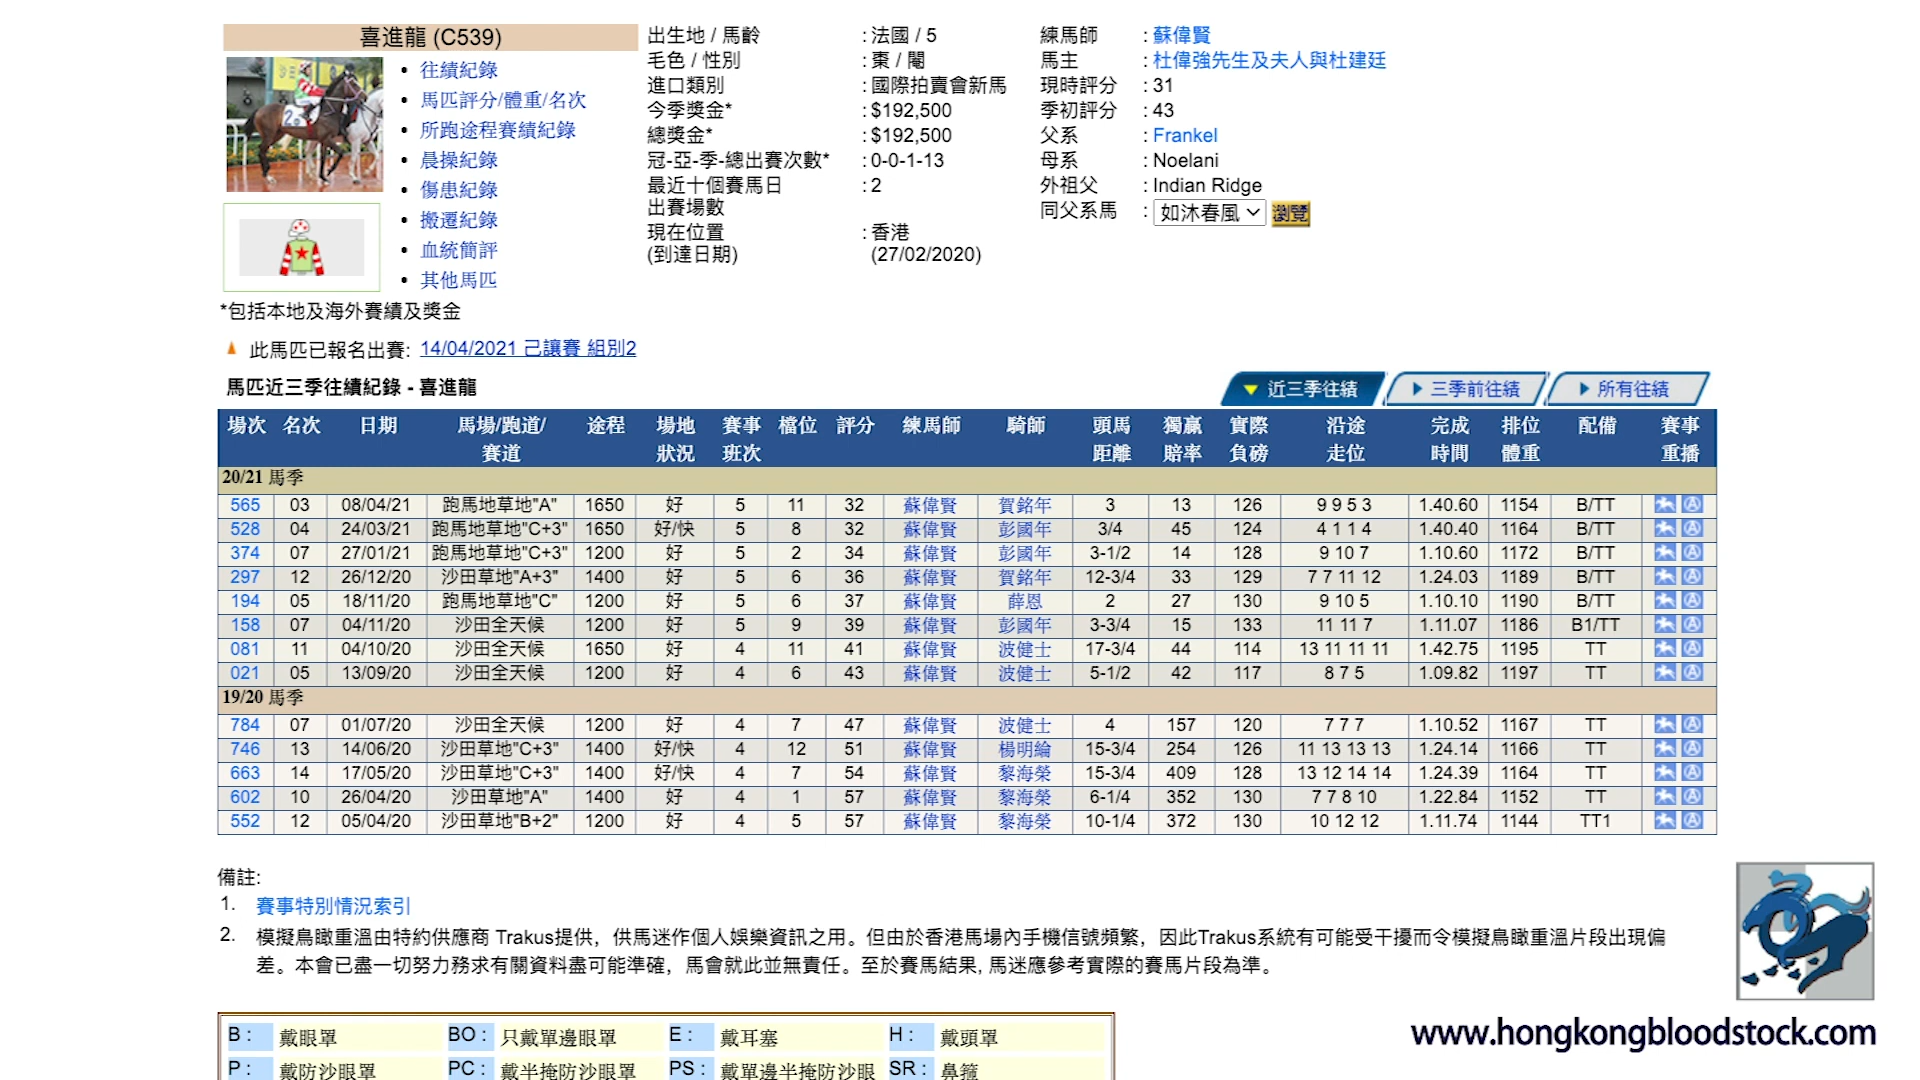 喜進龍 (C539)
往績紀錄
馬匹評分/體重/名次
所跑途程賽績紀錄
晨操紀錄
傷患紀錄
搬遷紀錄
血統簡評
其他馬匹
出生地 / 馬齡 : 法國 / 5
毛色 / 性別 : 棗 / 閹
進口類別 : 國際拍賣會新馬
今季獎金* : $192,500
總獎金* : $192,500
冠-亞-季-總出賽次數* : 0-0-1-13
最近十個賽馬日 : 2
出賽場數
現在位置 : 香港
(到達日期) (27/02/2020)
練馬師 : 蘇偉賢
馬主 : 杜偉強先生及夫人與杜建廷
現時評分 : 31
季初評分 : 43
父系 : Frankel
母系 : Noelani
外祖父 : Indian Ridge
同父系馬 : 如沐春風 瀏覽
*包括本地及海外賽績及獎金
此馬匹已報名出賽: 14/04/2021 己讓賽 組別2
馬匹近三季往績紀錄 - 喜進龍
近三季往績 三季前往績 所有往績
場次 名次 日期 馬場/跑道/ 途程 場地 賽事 檔位 評分 練馬師 騎師 頭馬 獨贏 實際 沿途 完成 排位 配備 賽事
賽道 狀況 班次 距離 賠率 負磅 走位 時間 體重 重播
20/21 馬季
565 03 08/04/21 跑馬地草地"A" 1650 好 5 11 32 蘇偉賢 賀銘年 3 13 126 9 9 5 3 1.40.60 1154 B/TT
528 04 24/03/21 跑馬地草地"C+3" 1650 好/快 5 8 32 蘇偉賢 彭國年 3/4 45 124 4 1 1 4 1.40.40 1164 B/TT
374 07 27/01/21 跑馬地草地"C+3" 1200 好 5 2 34 蘇偉賢 彭國年 3-1/2 14 128 9 10 7 1.10.60 1172 B/TT
297 12 26/12/20 沙田草地"A+3" 1400 好 5 6 36 蘇偉賢 賀銘年 12-3/4 33 129 7 7 11 12 1.24.03 1189 B/TT
194 05 18/11/20 跑馬地草地"C" 1200 好 5 6 37 蘇偉賢 薛恩 2 27 130 9 10 5 1.10.10 1190 B/TT
158 07 04/11/20 沙田全天候 1200 好 5 9 39 蘇偉賢 彭國年 3-3/4 15 133 11 11 7 1.11.07 1186 B1/TT
081 11 04/10/20 沙田全天候 1650 好 4 11 41 蘇偉賢 波健士 17-3/4 44 114 13 11 11 11 1.42.75 1195 TT
021 05 13/09/20 沙田全天候 1200 好 4 6 43 蘇偉賢 波健士 5-1/2 42 117 8 7 5 1.09.82 1197 TT
19/20 馬季
784 07 01/07/20 沙田全天候 1200 好 4 7 47 蘇偉賢 波健士 4 157 120 7 7 7 1.10.52 1167 TT
746 13 14/06/20 沙田草地"C+3" 1400 好/快 4 12 51 蘇偉賢 楊明綸 15-3/4 254 126 11 13 13 13 1.24.14 1166 TT
663 14 17/05/20 沙田草地"C+3" 1400 好/快 4 7 54 蘇偉賢 黎海榮 15-3/4 409 128 13 12 14 14 1.24.39 1164 TT
602 10 26/04/20 沙田草地"A" 1400 好 4 1 57 蘇偉賢 黎海榮 6-1/4 352 130 7 7 8 10 1.22.84 1152 TT
552 12 05/04/20 沙田草地"B+2" 1200 好 4 5 57 蘇偉賢 黎海榮 10-1/4 372 130 10 12 12 1.11.74 1144 TT1
備註:
1. 賽事特別情況索引
2. 模擬鳥瞰重溫由特約供應商 Trakus提供，供馬迷作個人娛樂資訊之用。但由於香港馬場內手機信號頻繁，因此Trakus系統有可能受干擾而令模擬鳥瞰重溫片段出現偏
差。本會已盡一切努力務求有關資料盡可能準確，馬會就此並無責任。至於賽馬結果, 馬迷應參考實際的賽馬片段為準。
B : 戴眼罩 BO : 只戴單邊眼罩 E : 戴耳塞 H : 戴頭罩
P : 戴防沙眼罩 PC : 戴半掩防沙眼罩 PS : 戴單邊半掩防沙眼 SR : 鼻箍
www.hongkongbloodstock.com